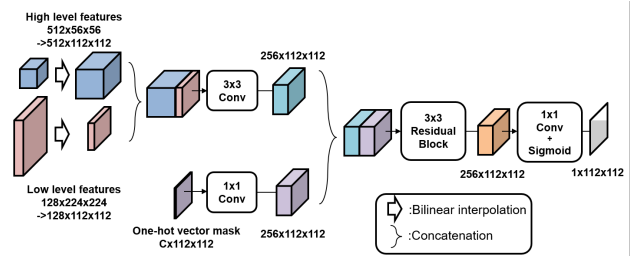 High level features
512x56x56
->512x112x112
3x3
Conv
256x112x112
Low level features
128x224x224
->128x112x112
One-hot vector mask
Cx112x112
1x1
Conv
256x112x112
3x3
Residual
Block
256x112x112
1x1
Conv
+
Sigmoid
1x112x112
:Bilinear interpolation
:Concatenation